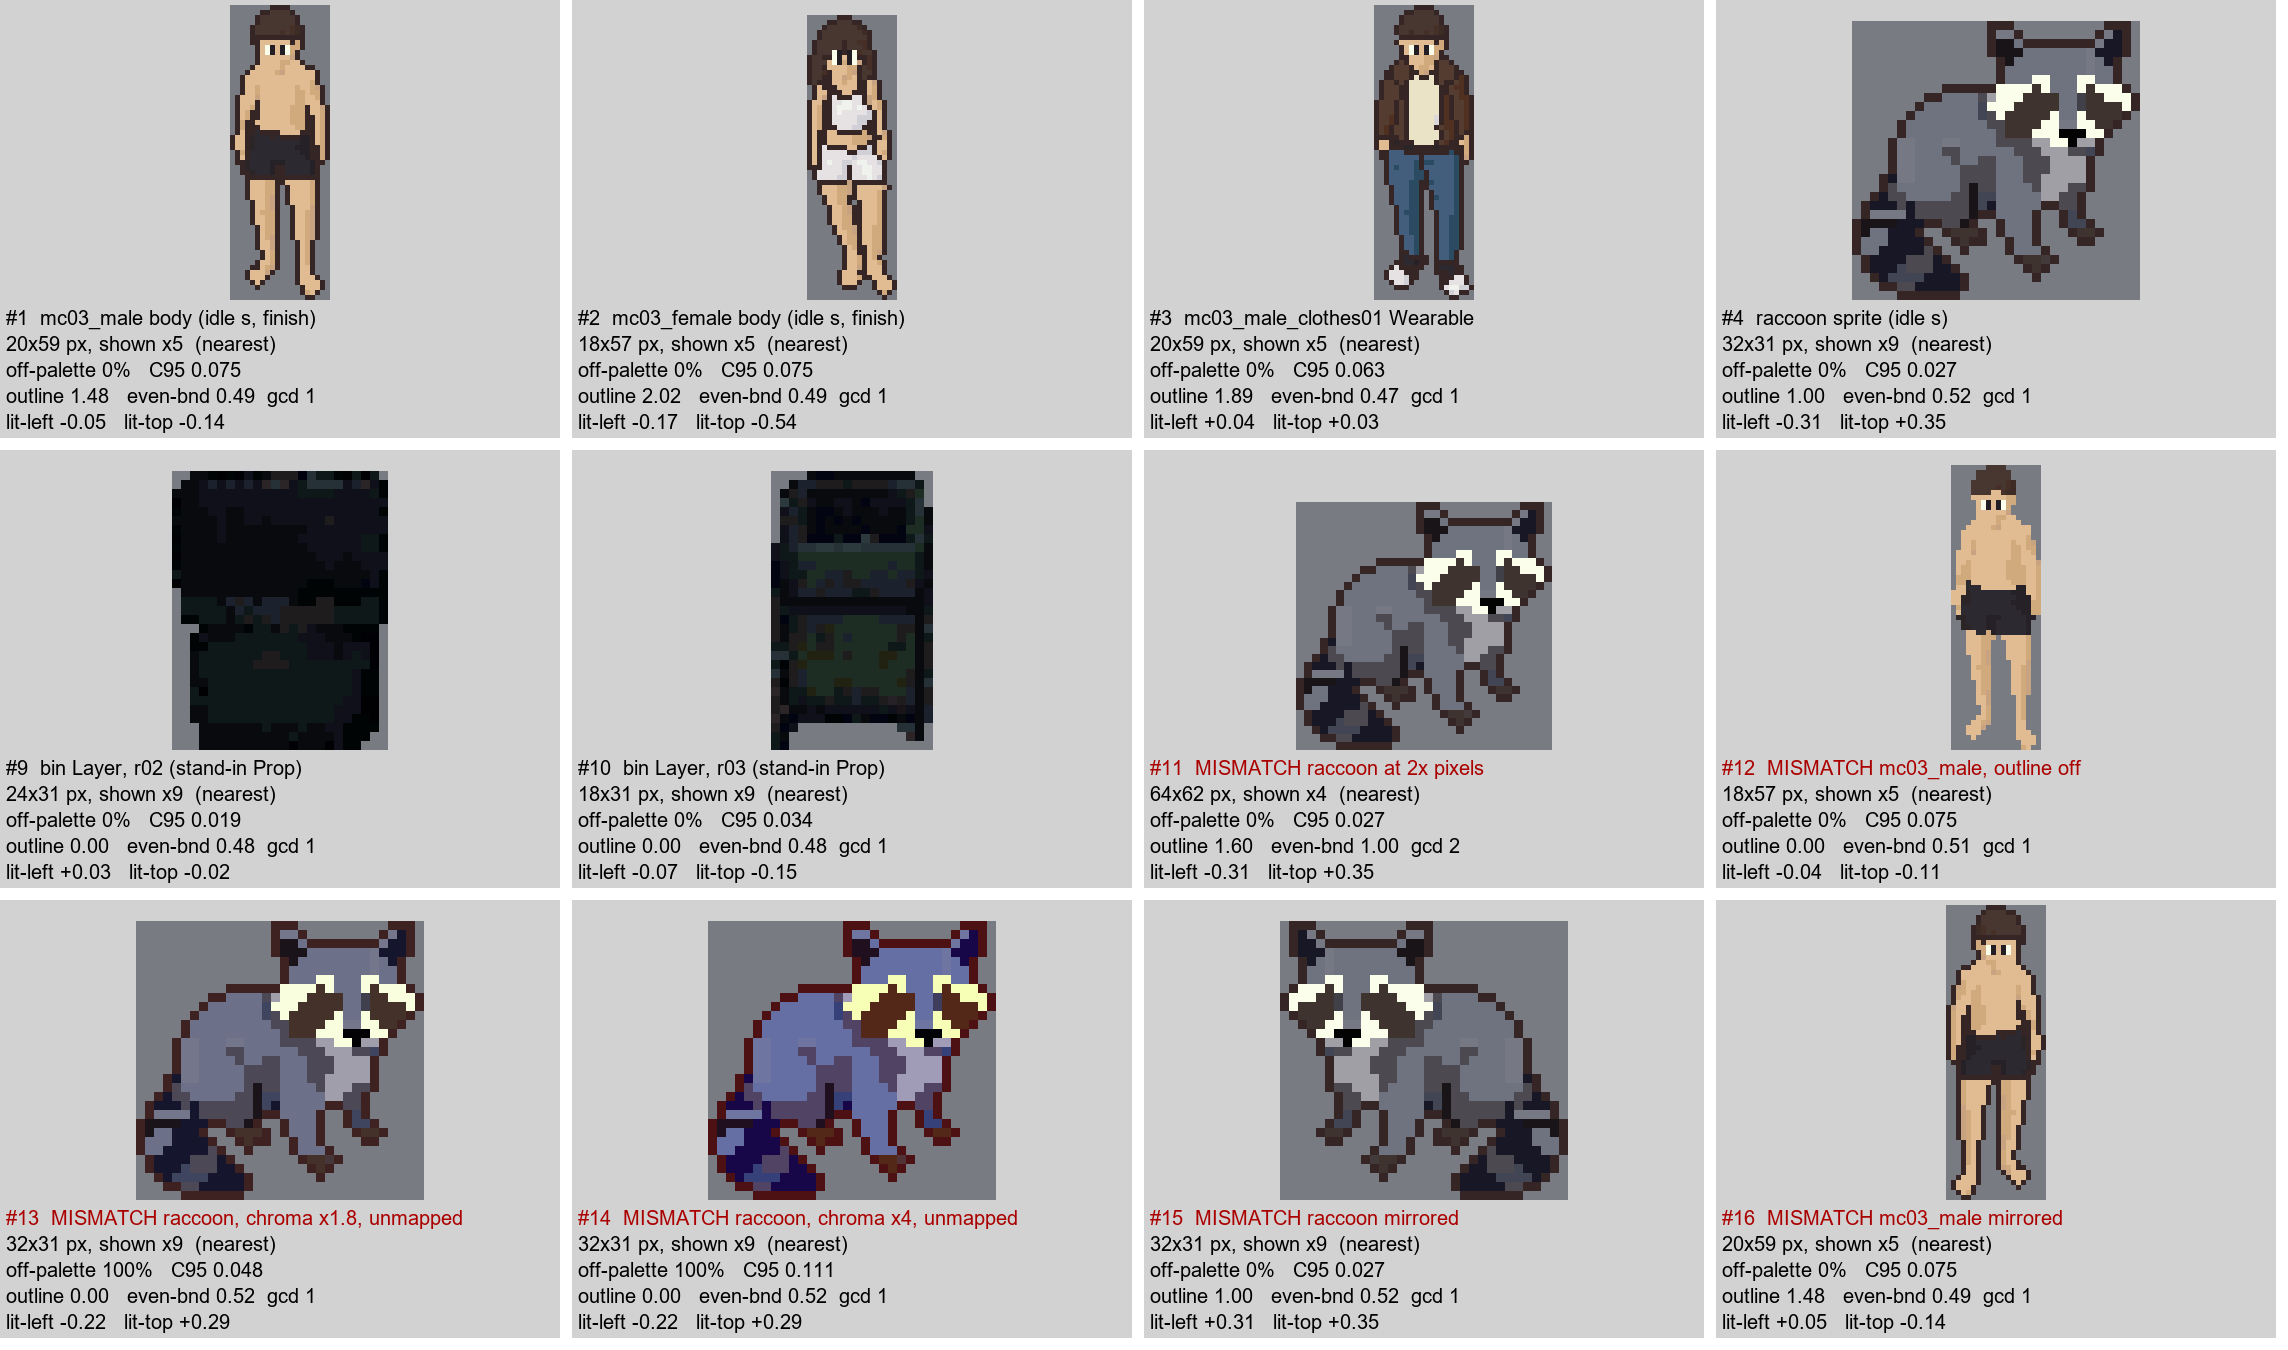 #1  mc03_male body (idle s, finish)
20x59 px, shown x5  (nearest)
off-palette 0%   C95 0.075
outline 1.48   even-bnd 0.49  gcd 1
lit-left -0.05   lit-top -0.14
#2  mc03_female body (idle s, finish)
18x57 px, shown x5  (nearest)
off-palette 0%   C95 0.075
outline 2.02   even-bnd 0.49  gcd 1
lit-left -0.17   lit-top -0.54
#3  mc03_male_clothes01 Wearable
20x59 px, shown x5  (nearest)
off-palette 0%   C95 0.063
outline 1.89   even-bnd 0.47  gcd 1
lit-left +0.04   lit-top +0.03
#4  raccoon sprite (idle s)
32x31 px, shown x9  (nearest)
off-palette 0%   C95 0.027
outline 1.00   even-bnd 0.52  gcd 1
lit-left -0.31   lit-top +0.35
#9  bin Layer, r02 (stand-in Prop)
24x31 px, shown x9  (nearest)
off-palette 0%   C95 0.019
outline 0.00   even-bnd 0.48  gcd 1
lit-left +0.03   lit-top -0.02
#10  bin Layer, r03 (stand-in Prop)
18x31 px, shown x9  (nearest)
off-palette 0%   C95 0.034
outline 0.00   even-bnd 0.48  gcd 1
lit-left -0.07   lit-top -0.15
#11  MISMATCH raccoon at 2x pixels
64x62 px, shown x4  (nearest)
off-palette 0%   C95 0.027
outline 1.60   even-bnd 1.00  gcd 2
lit-left -0.31   lit-top +0.35
#12  MISMATCH mc03_male, outline off
18x57 px, shown x5  (nearest)
off-palette 0%   C95 0.075
outline 0.00   even-bnd 0.51  gcd 1
lit-left -0.04   lit-top -0.11
#13  MISMATCH raccoon, chroma x1.8, unmapped
32x31 px, shown x9  (nearest)
off-palette 100%   C95 0.048
outline 0.00   even-bnd 0.52  gcd 1
lit-left -0.22   lit-top +0.29
#14  MISMATCH raccoon, chroma x4, unmapped
32x31 px, shown x9  (nearest)
off-palette 100%   C95 0.111
outline 0.00   even-bnd 0.52  gcd 1
lit-left -0.22   lit-top +0.29
#15  MISMATCH raccoon mirrored
32x31 px, shown x9  (nearest)
off-palette 0%   C95 0.027
outline 1.00   even-bnd 0.52  gcd 1
lit-left +0.31   lit-top +0.35
#16  MISMATCH mc03_male mirrored
20x59 px, shown x5  (nearest)
off-palette 0%   C95 0.075
outline 1.48   even-bnd 0.49  gcd 1
lit-left +0.05   lit-top -0.14